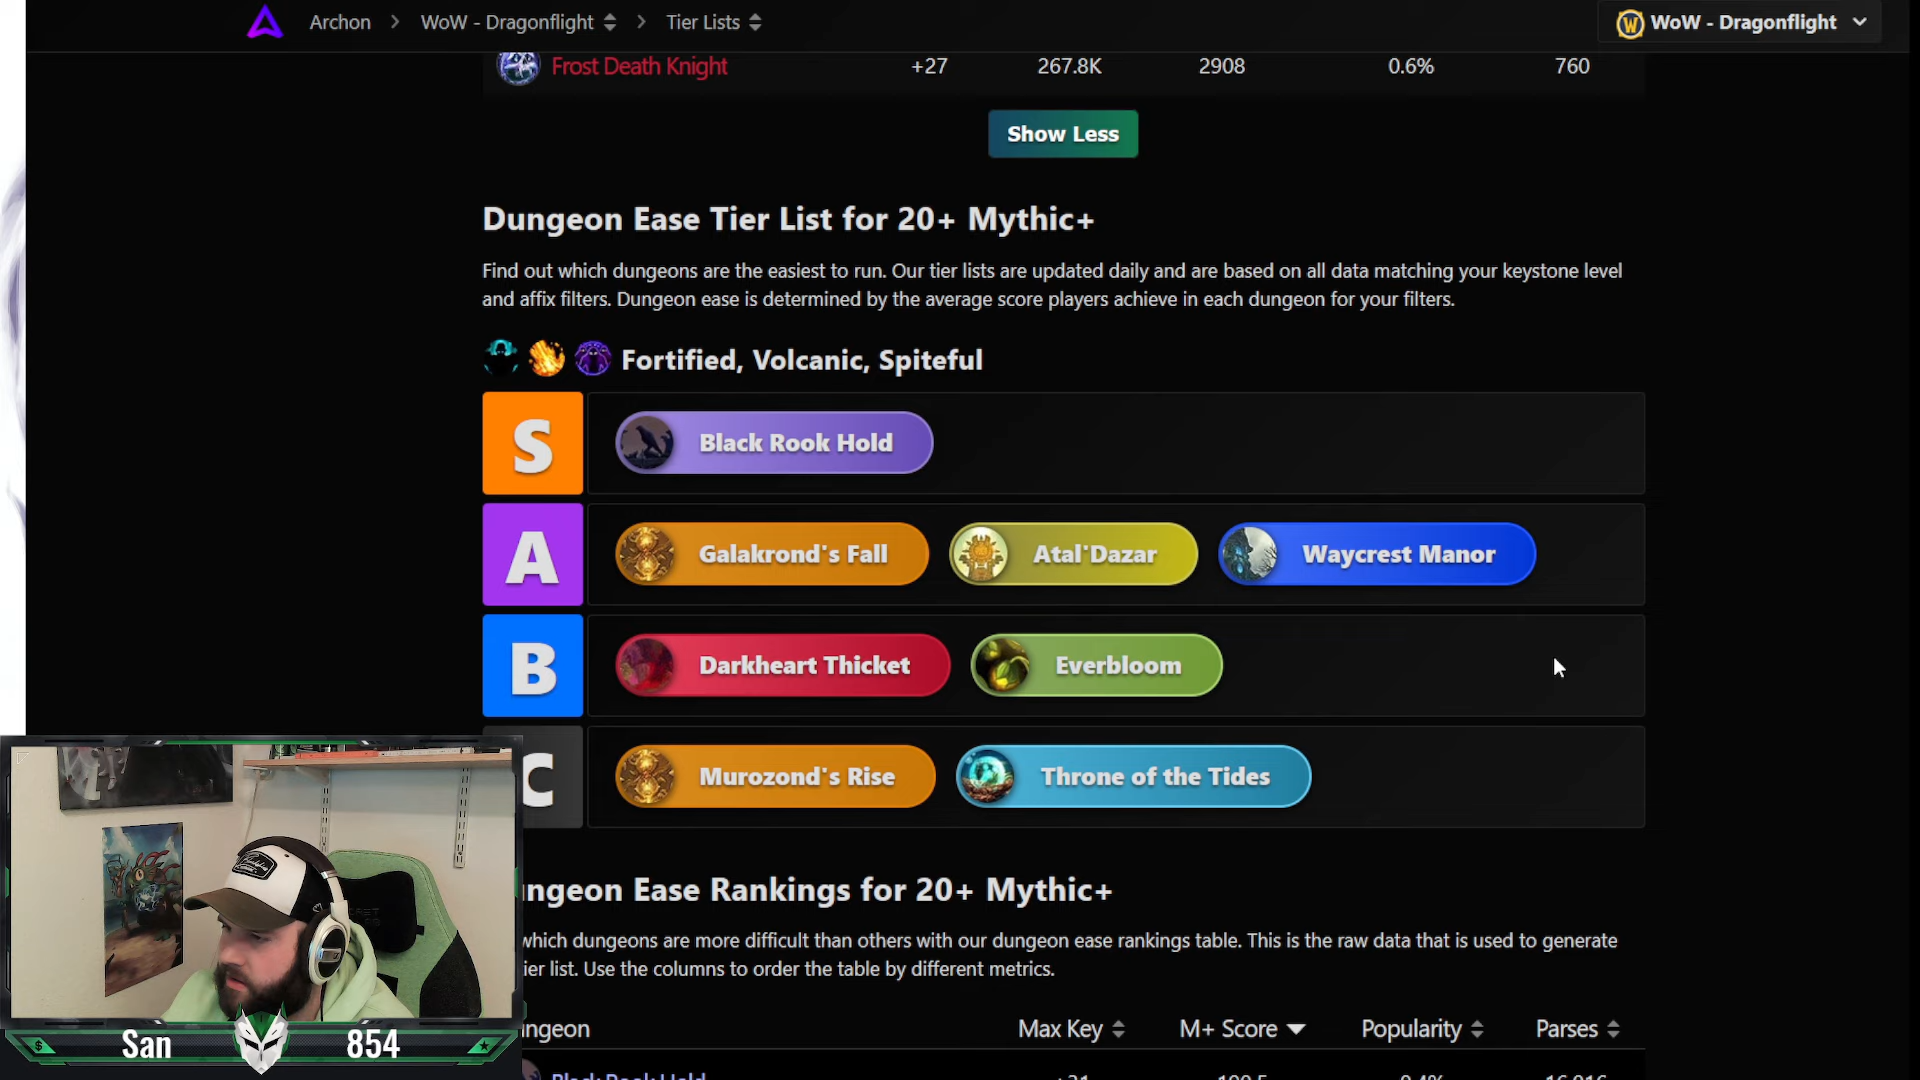 Archon > WoW - Dragonflight > Tier Lists
WoW - Dragonflight
Frost Death Knight +27 267.8K 2908 0.6% 760
Show Less
Dungeon Ease Tier List for 20+ Mythic+
Find out which dungeons are the easiest to run. Our tier lists are updated daily and are based on all data matching your keystone level
and affix filters. Dungeon ease is determined by the average score players achieve in each dungeon for your filters.
Fortified, Volcanic, Spiteful
S Black Rook Hold
A Galakrond's Fall Atal'Dazar Waycrest Manor
B Darkheart Thicket Everbloom
C Murozond's Rise Throne of the Tides
ngeon Ease Rankings for 20+ Mythic+
which dungeons are more difficult than others with our dungeon ease rankings table. This is the raw data that is used to generate
ier list. Use the columns to order the table by different metrics.
ngeon Max Key M+ Score Popularity Parses
Black Rook Hold
San 854